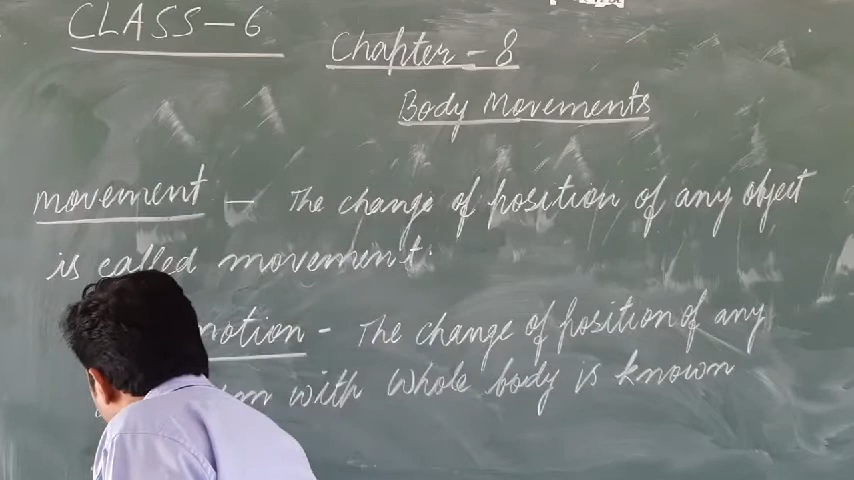 CLASS - 6
Chapter - 8
Body Movements
movement - The change of position of any object
is called movement.
motion - The change of position of any
with whole body is known